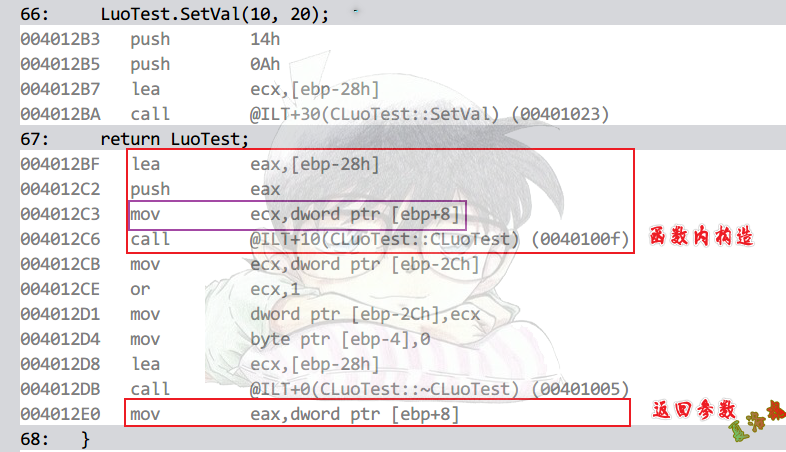 66: LuoTest.SetVal(10, 20);
004012B3 push 14h
004012B5 push 0Ah
004012B7 lea ecx,[ebp-28h]
004012BA call @ILT+30(CLuoTest::SetVal) (00401023)
67: return LuoTest;
004012BF lea eax,[ebp-28h]
004012C2 push eax
004012C3 mov ecx,dword ptr [ebp+8]
004012C6 call @ILT+10(CLuoTest::CLuoTest) (0040100f)
函数内构造
004012CB mov ecx,dword ptr [ebp-2Ch]
004012CE or ecx,1
004012D1 mov dword ptr [ebp-2Ch],ecx
004012D4 mov byte ptr [ebp-4],0
004012D8 lea ecx,[ebp-28h]
004012DB call @ILT+0(CLuoTest::~CLuoTest) (00401005)
004012E0 mov eax,dword ptr [ebp+8]
返回参数
68: }